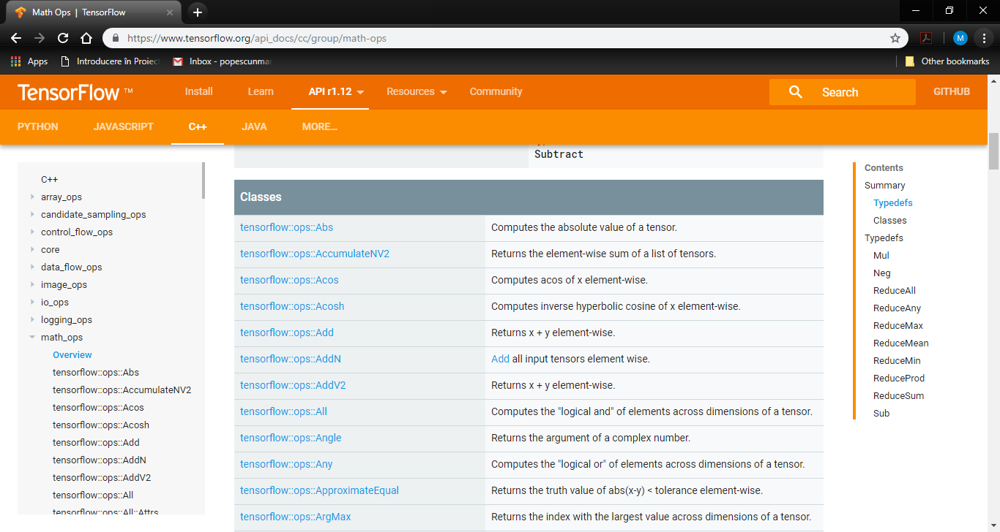 Math Ops | TensorFlow
https://www.tensorflow.org/api_docs/cc/group/math-ops
M
Apps Introducere în Proiec Inbox - popescunmar Other bookmarks
TensorFlow ™ Install Learn API r1.12 Resources Community Search GITHUB
PYTHON JAVASCRIPT C++ JAVA MORE...
C++
array_ops
candidate_sampling_ops
control_flow_ops
core
data_flow_ops
image_ops
io_ops
logging_ops
math_ops
Overview
tensorflow::ops::Abs
tensorflow::ops::AccumulateNV2
tensorflow::ops::Acos
tensorflow::ops::Acosh
tensorflow::ops::Add
tensorflow::ops::AddN
tensorflow::ops::AddV2
tensorflow::ops::All
tensorflow::ops::All::Attrs
Subtract
Classes
tensorflow::ops::Abs Computes the absolute value of a tensor.
tensorflow::ops::AccumulateNV2 Returns the element-wise sum of a list of tensors.
tensorflow::ops::Acos Computes acos of x element-wise.
tensorflow::ops::Acosh Computes inverse hyperbolic cosine of x element-wise.
tensorflow::ops::Add Returns x + y element-wise.
tensorflow::ops::AddN Add all input tensors element wise.
tensorflow::ops::AddV2 Returns x + y element-wise.
tensorflow::ops::All Computes the "logical and" of elements across dimensions of a tensor.
tensorflow::ops::Angle Returns the argument of a complex number.
tensorflow::ops::Any Computes the "logical or" of elements across dimensions of a tensor.
tensorflow::ops::ApproximateEqual Returns the truth value of abs(x-y) < tolerance element-wise.
tensorflow::ops::ArgMax Returns the index with the largest value across dimensions of a tensor.
Contents
Summary
Typedefs
Classes
Typedefs
Mul
Neg
ReduceAll
ReduceAny
ReduceMax
ReduceMean
ReduceMin
ReduceProd
ReduceSum
Sub